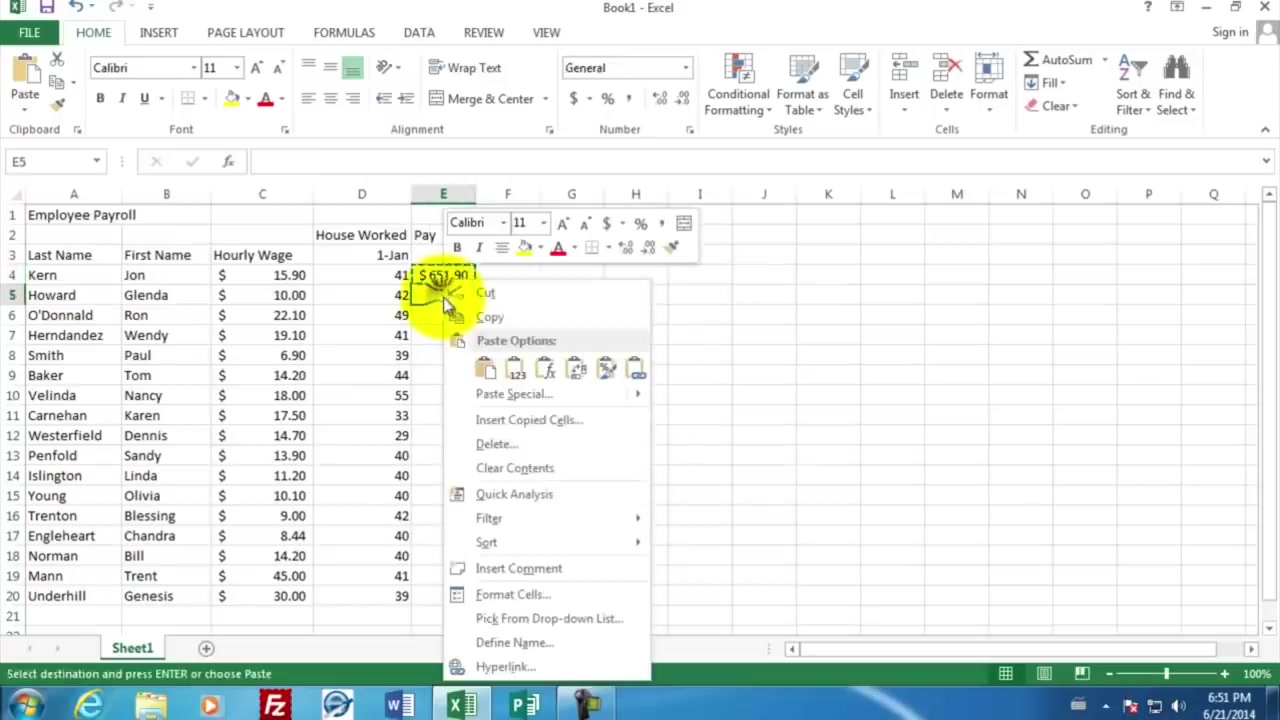 Book1 - Excel
FILE HOME INSERT PAGE LAYOUT FORMULAS DATA REVIEW VIEW Sign in
Paste Calibri 11 Wrap Text General Conditional Formatting Format as Table Cell Styles Insert Delete Format AutoSum Fill Clear Sort & Filter Find & Select
B I U Merge & Center $ % ,
Clipboard Font Alignment Number Styles Cells Editing
E5 fx
A B C D E F G H I J K L M N O P Q
1 Employee Payroll
2 House Worked Pay
3 Last Name First Name Hourly Wage 1-Jan
4 Kern Jon $ 15.90 41 $ 651.90
5 Howard Glenda $ 10.00 42
6 O'Donnald Ron $ 22.10 49
7 Herndandez Wendy $ 19.10 41
8 Smith Paul $ 6.90 39
9 Baker Tom $ 14.20 44
10 Velinda Nancy $ 18.00 55
11 Carnehan Karen $ 17.50 33
12 Westerfield Dennis $ 14.70 29
13 Penfold Sandy $ 13.90 40
14 Islington Linda $ 11.20 40
15 Young Olivia $ 10.10 40
16 Trenton Blessing $ 9.00 42
17 Engleheart Chandra $ 8.44 40
18 Norman Bill $ 14.20 40
19 Mann Trent $ 45.00 41
20 Underhill Genesis $ 30.00 39
21
Calibri 11 $ % ,
B I A
Cut
Copy
Paste Options:
123 fx
Paste Special...
Insert Copied Cells...
Delete...
Clear Contents
Quick Analysis
Filter
Sort
Insert Comment
Format Cells...
Pick From Drop-down List...
Define Name...
Hyperlink...
Sheet1
Select destination and press ENTER or choose Paste 100%
6:51 PM
6/21/2014